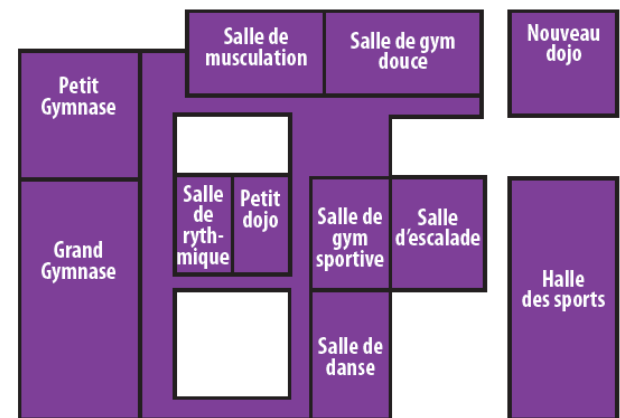 Salle de
musculation
Salle de gym
douce
Nouveau
dojo
Petit
Gymnase
Salle
de
ryth-
mique
Petit
dojo
Salle de
gym
sportive
Salle
d'escalade
Grand
Gymnase
Halle
des sports
Salle de
danse